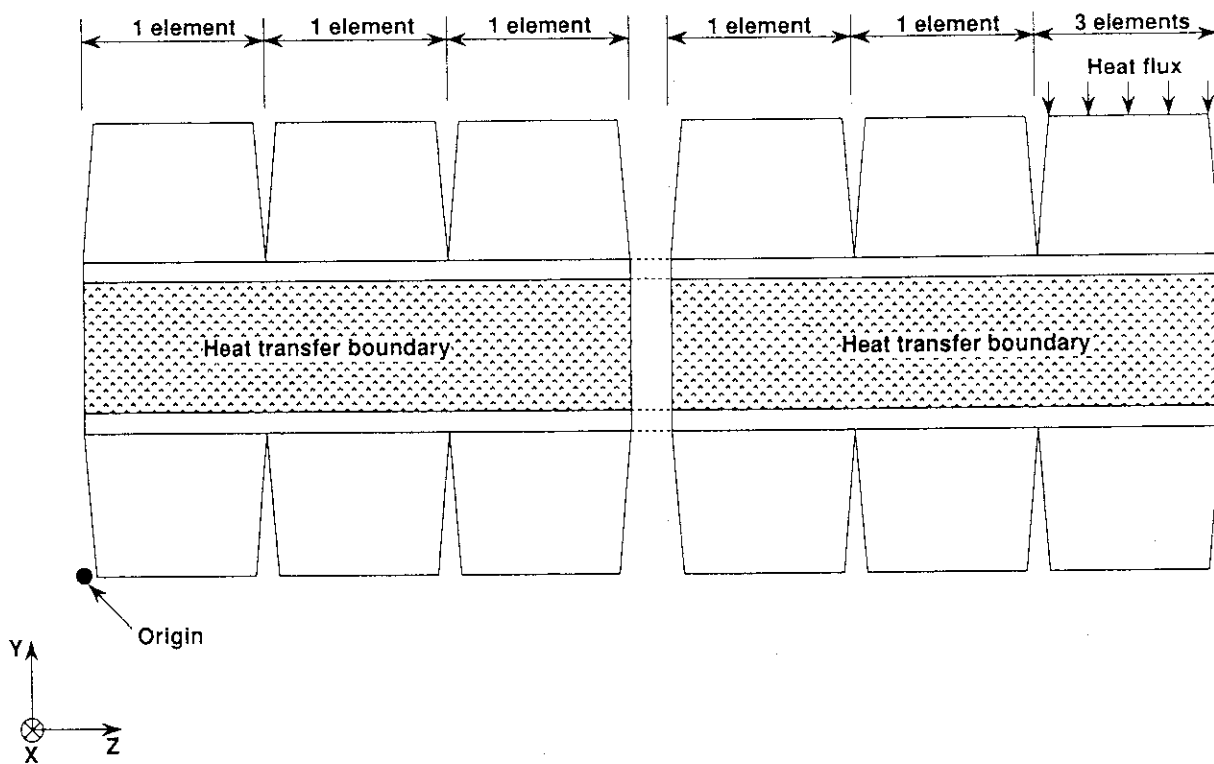 1 element
1 element
1 element
1 element
1 element
3 elements
Heat flux
Heat transfer boundary
Heat transfer boundary
Origin
Y
X
Z